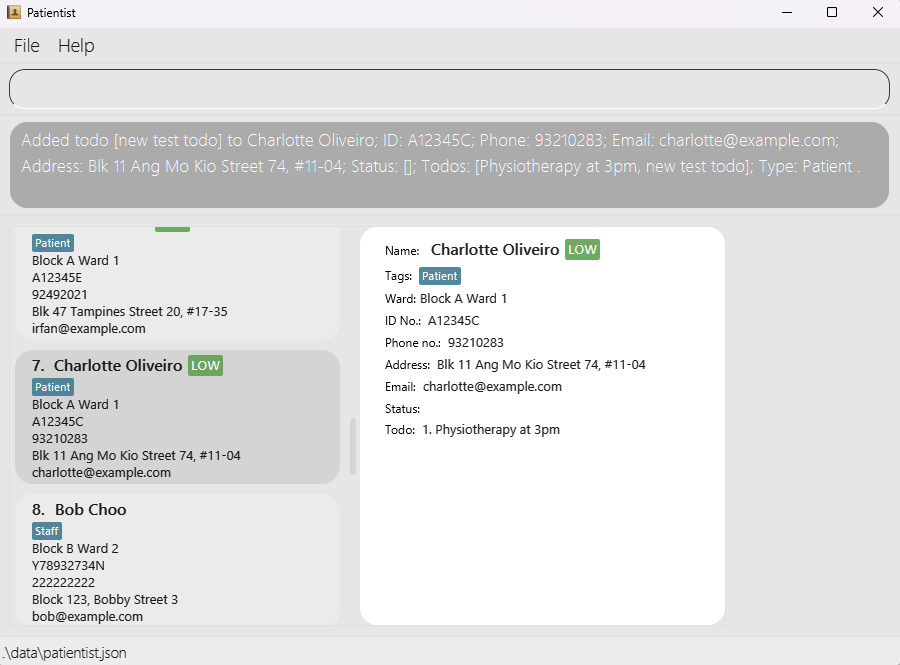 Patientist
File Help
Added todo [new test todo] to Charlotte Oliveiro; ID: A12345C; Phone: 93210283; Email: charlotte@example.com;
Address: Blk 11 Ang Mo Kio Street 74, #11-04; Status: []; Todos: [Physiotherapy at 3pm, new test todo]; Type: Patient .
Patient
Block A Ward 1
A12345E
92492021
Blk 47 Tampines Street 20, #17-35
irfan@example.com
7. Charlotte Oliveiro LOW
Patient
Block A Ward 1
A12345C
93210283
Blk 11 Ang Mo Kio Street 74, #11-04
charlotte@example.com
8. Bob Choo
Staff
Block B Ward 2
Y78932734N
222222222
Block 123, Bobby Street 3
bob@example.com
Name: Charlotte Oliveiro LOW
Tags: Patient
Ward: Block A Ward 1
ID No.: A12345C
Phone no.: 93210283
Address: Blk 11 Ang Mo Kio Street 74, #11-04
Email: charlotte@example.com
Status:
Todo: 1. Physiotherapy at 3pm
.\data\patientist.json